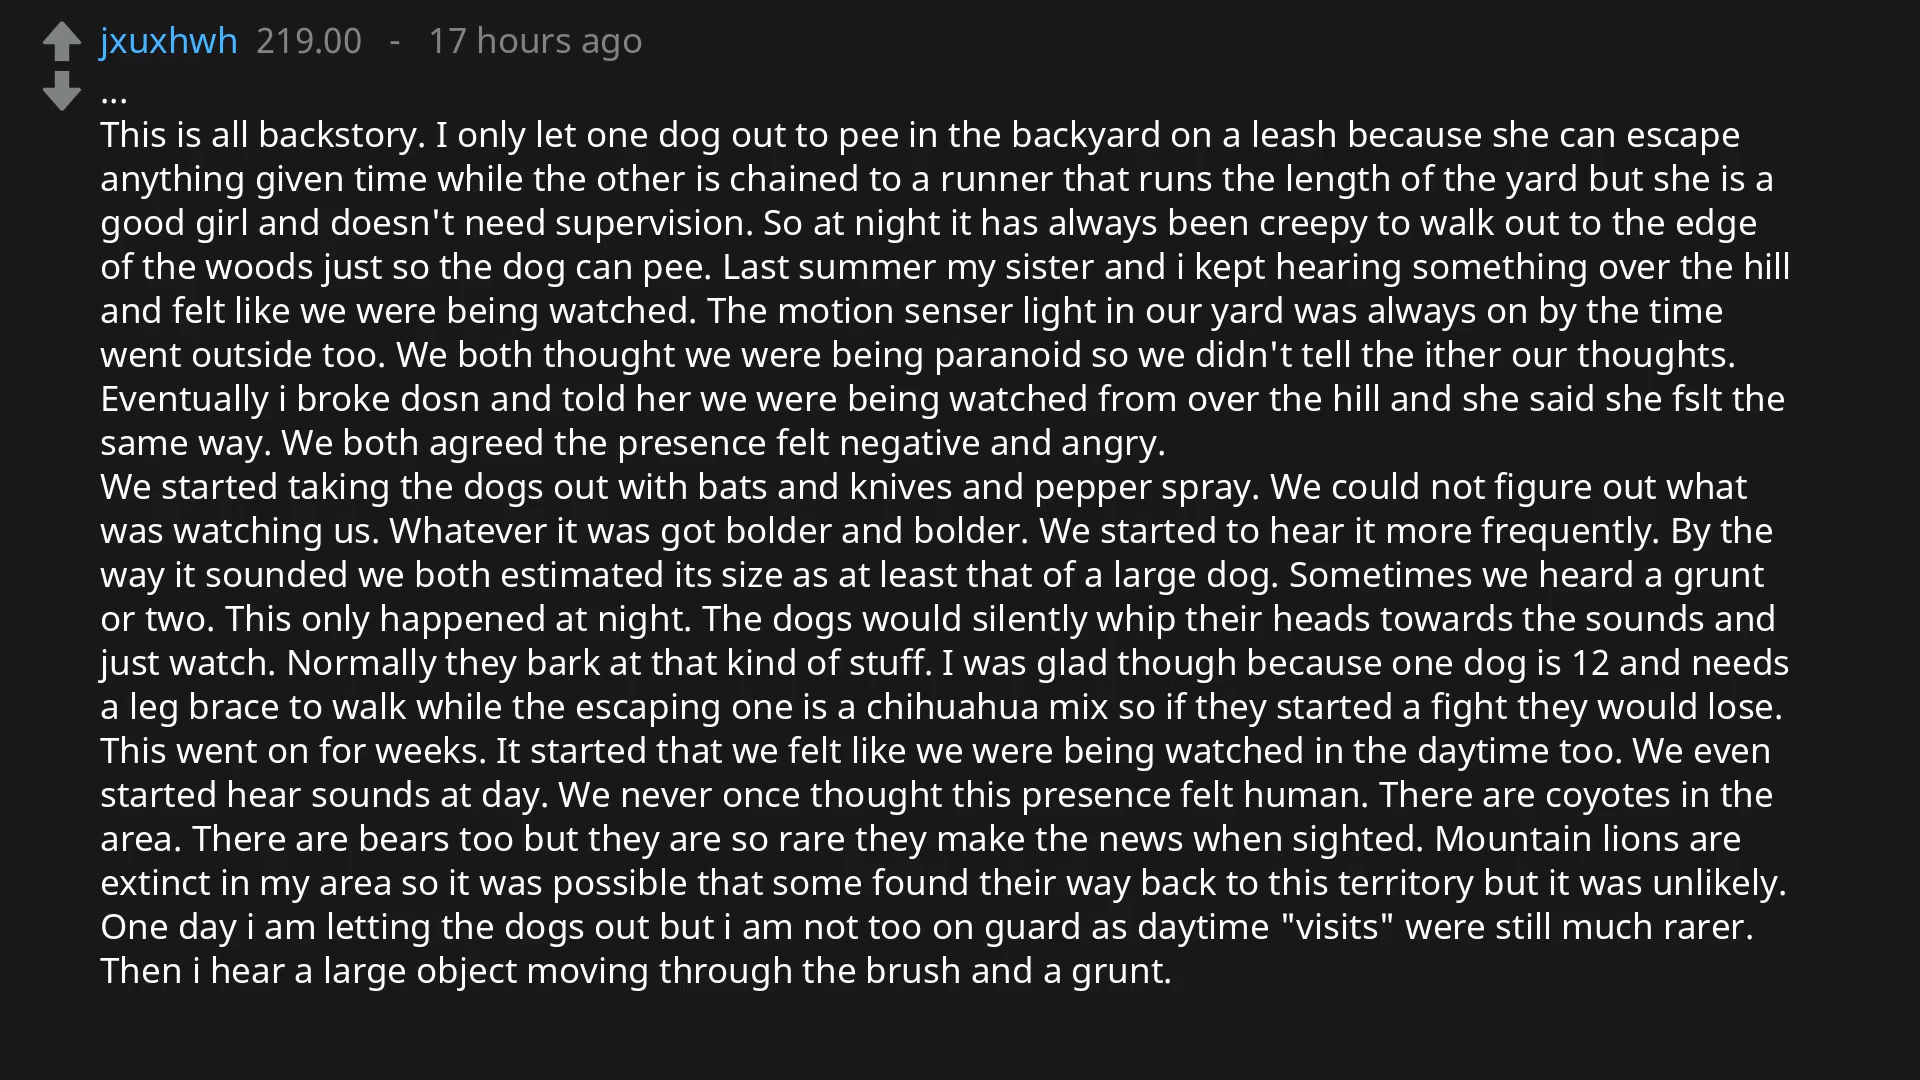 jxuxhwh 219.00 - 17 hours ago
...
This is all backstory. I only let one dog out to pee in the backyard on a leash because she can escape
anything given time while the other is chained to a runner that runs the length of the yard but she is a
good girl and doesn't need supervision. So at night it has always been creepy to walk out to the edge
of the woods just so the dog can pee. Last summer my sister and i kept hearing something over the hill
and felt like we were being watched. The motion senser light in our yard was always on by the time
went outside too. We both thought we were being paranoid so we didn't tell the ither our thoughts.
Eventually i broke dosn and told her we were being watched from over the hill and she said she fslt the
same way. We both agreed the presence felt negative and angry.
We started taking the dogs out with bats and knives and pepper spray. We could not figure out what
was watching us. Whatever it was got bolder and bolder. We started to hear it more frequently. By the
way it sounded we both estimated its size as at least that of a large dog. Sometimes we heard a grunt
or two. This only happened at night. The dogs would silently whip their heads towards the sounds and
just watch. Normally they bark at that kind of stuff. I was glad though because one dog is 12 and needs
a leg brace to walk while the escaping one is a chihuahua mix so if they started a fight they would lose.
This went on for weeks. It started that we felt like we were being watched in the daytime too. We even
started hear sounds at day. We never once thought this presence felt human. There are coyotes in the
area. There are bears too but they are so rare they make the news when sighted. Mountain lions are
extinct in my area so it was possible that some found their way back to this territory but it was unlikely.
One day i am letting the dogs out but i am not too on guard as daytime "visits" were still much rarer.
Then i hear a large object moving through the brush and a grunt.